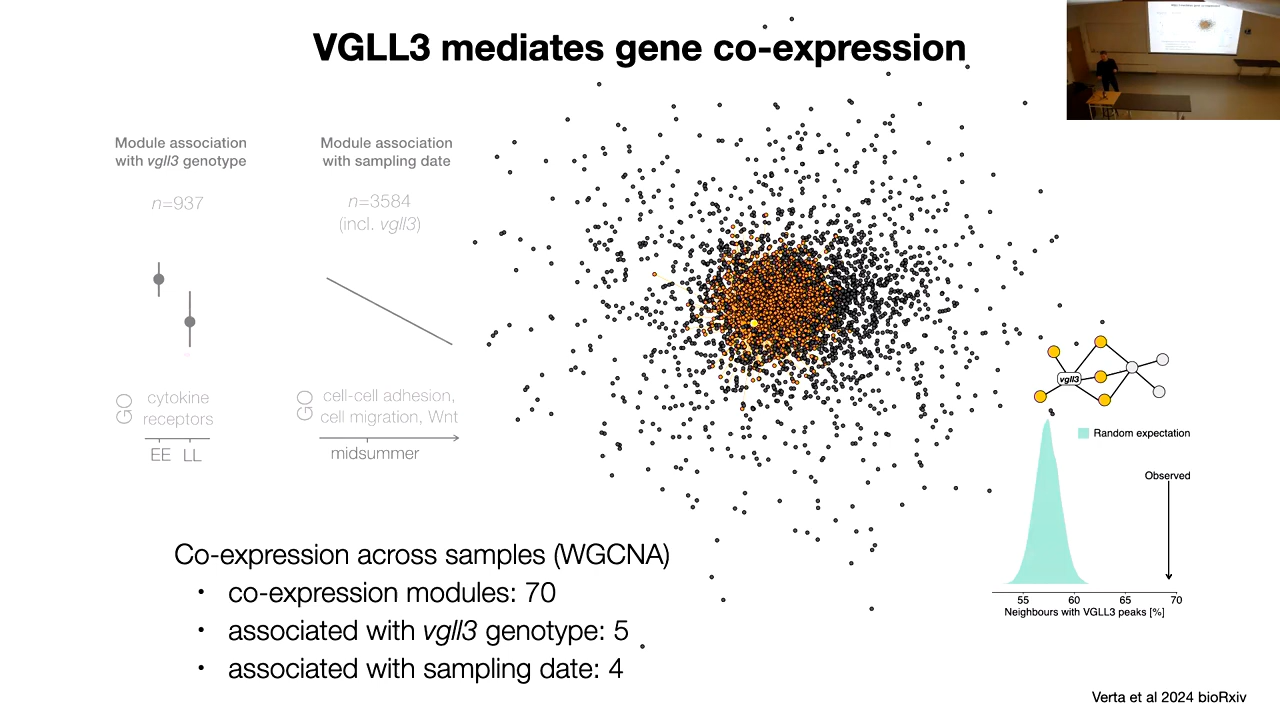 VGLL3 mediates gene co-expression
Module association
with vgll3 genotype
n=937
GO
cytokine
receptors
EE LL
Module association
with sampling date
n=3584
(incl. vgll3)
GO
cell-cell adhesion,
cell migration, Wnt
midsummer
vgll3
Random expectation
Observed
55 60 65 70
Neighbours with VGLL3 peaks [%]
Co-expression across samples (WGCNA)
• co-expression modules: 70
• associated with vgll3 genotype: 5
• associated with sampling date: 4
Verta et al 2024 bioRxiv